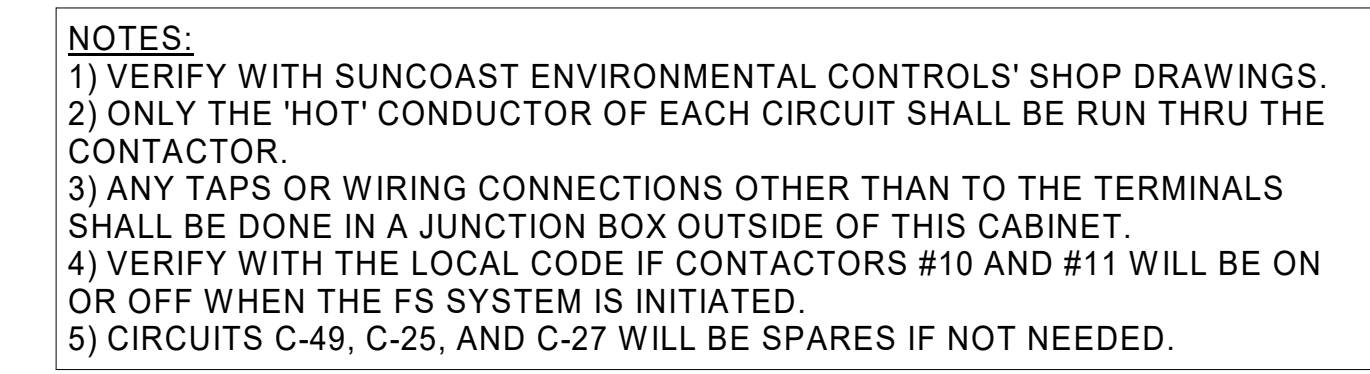 NOTES:
1) VERIFY WITH SUNCOAST ENVIRONMENTAL CONTROLS' SHOP DRAWINGS.
2) ONLY THE 'HOT' CONDUCTOR OF EACH CIRCUIT SHALL BE RUN THRU THE
CONTACTOR.
3) ANY TAPS OR WIRING CONNECTIONS OTHER THAN TO THE TERMINALS
SHALL BE DONE IN A JUNCTION BOX OUTSIDE OF THIS CABINET.
4) VERIFY WITH THE LOCAL CODE IF CONTACTORS #10 AND #11 WILL BE ON
OR OFF WHEN THE FS SYSTEM IS INITIATED.
5) CIRCUITS C-49, C-25, AND C-27 WILL BE SPARES IF NOT NEEDED.